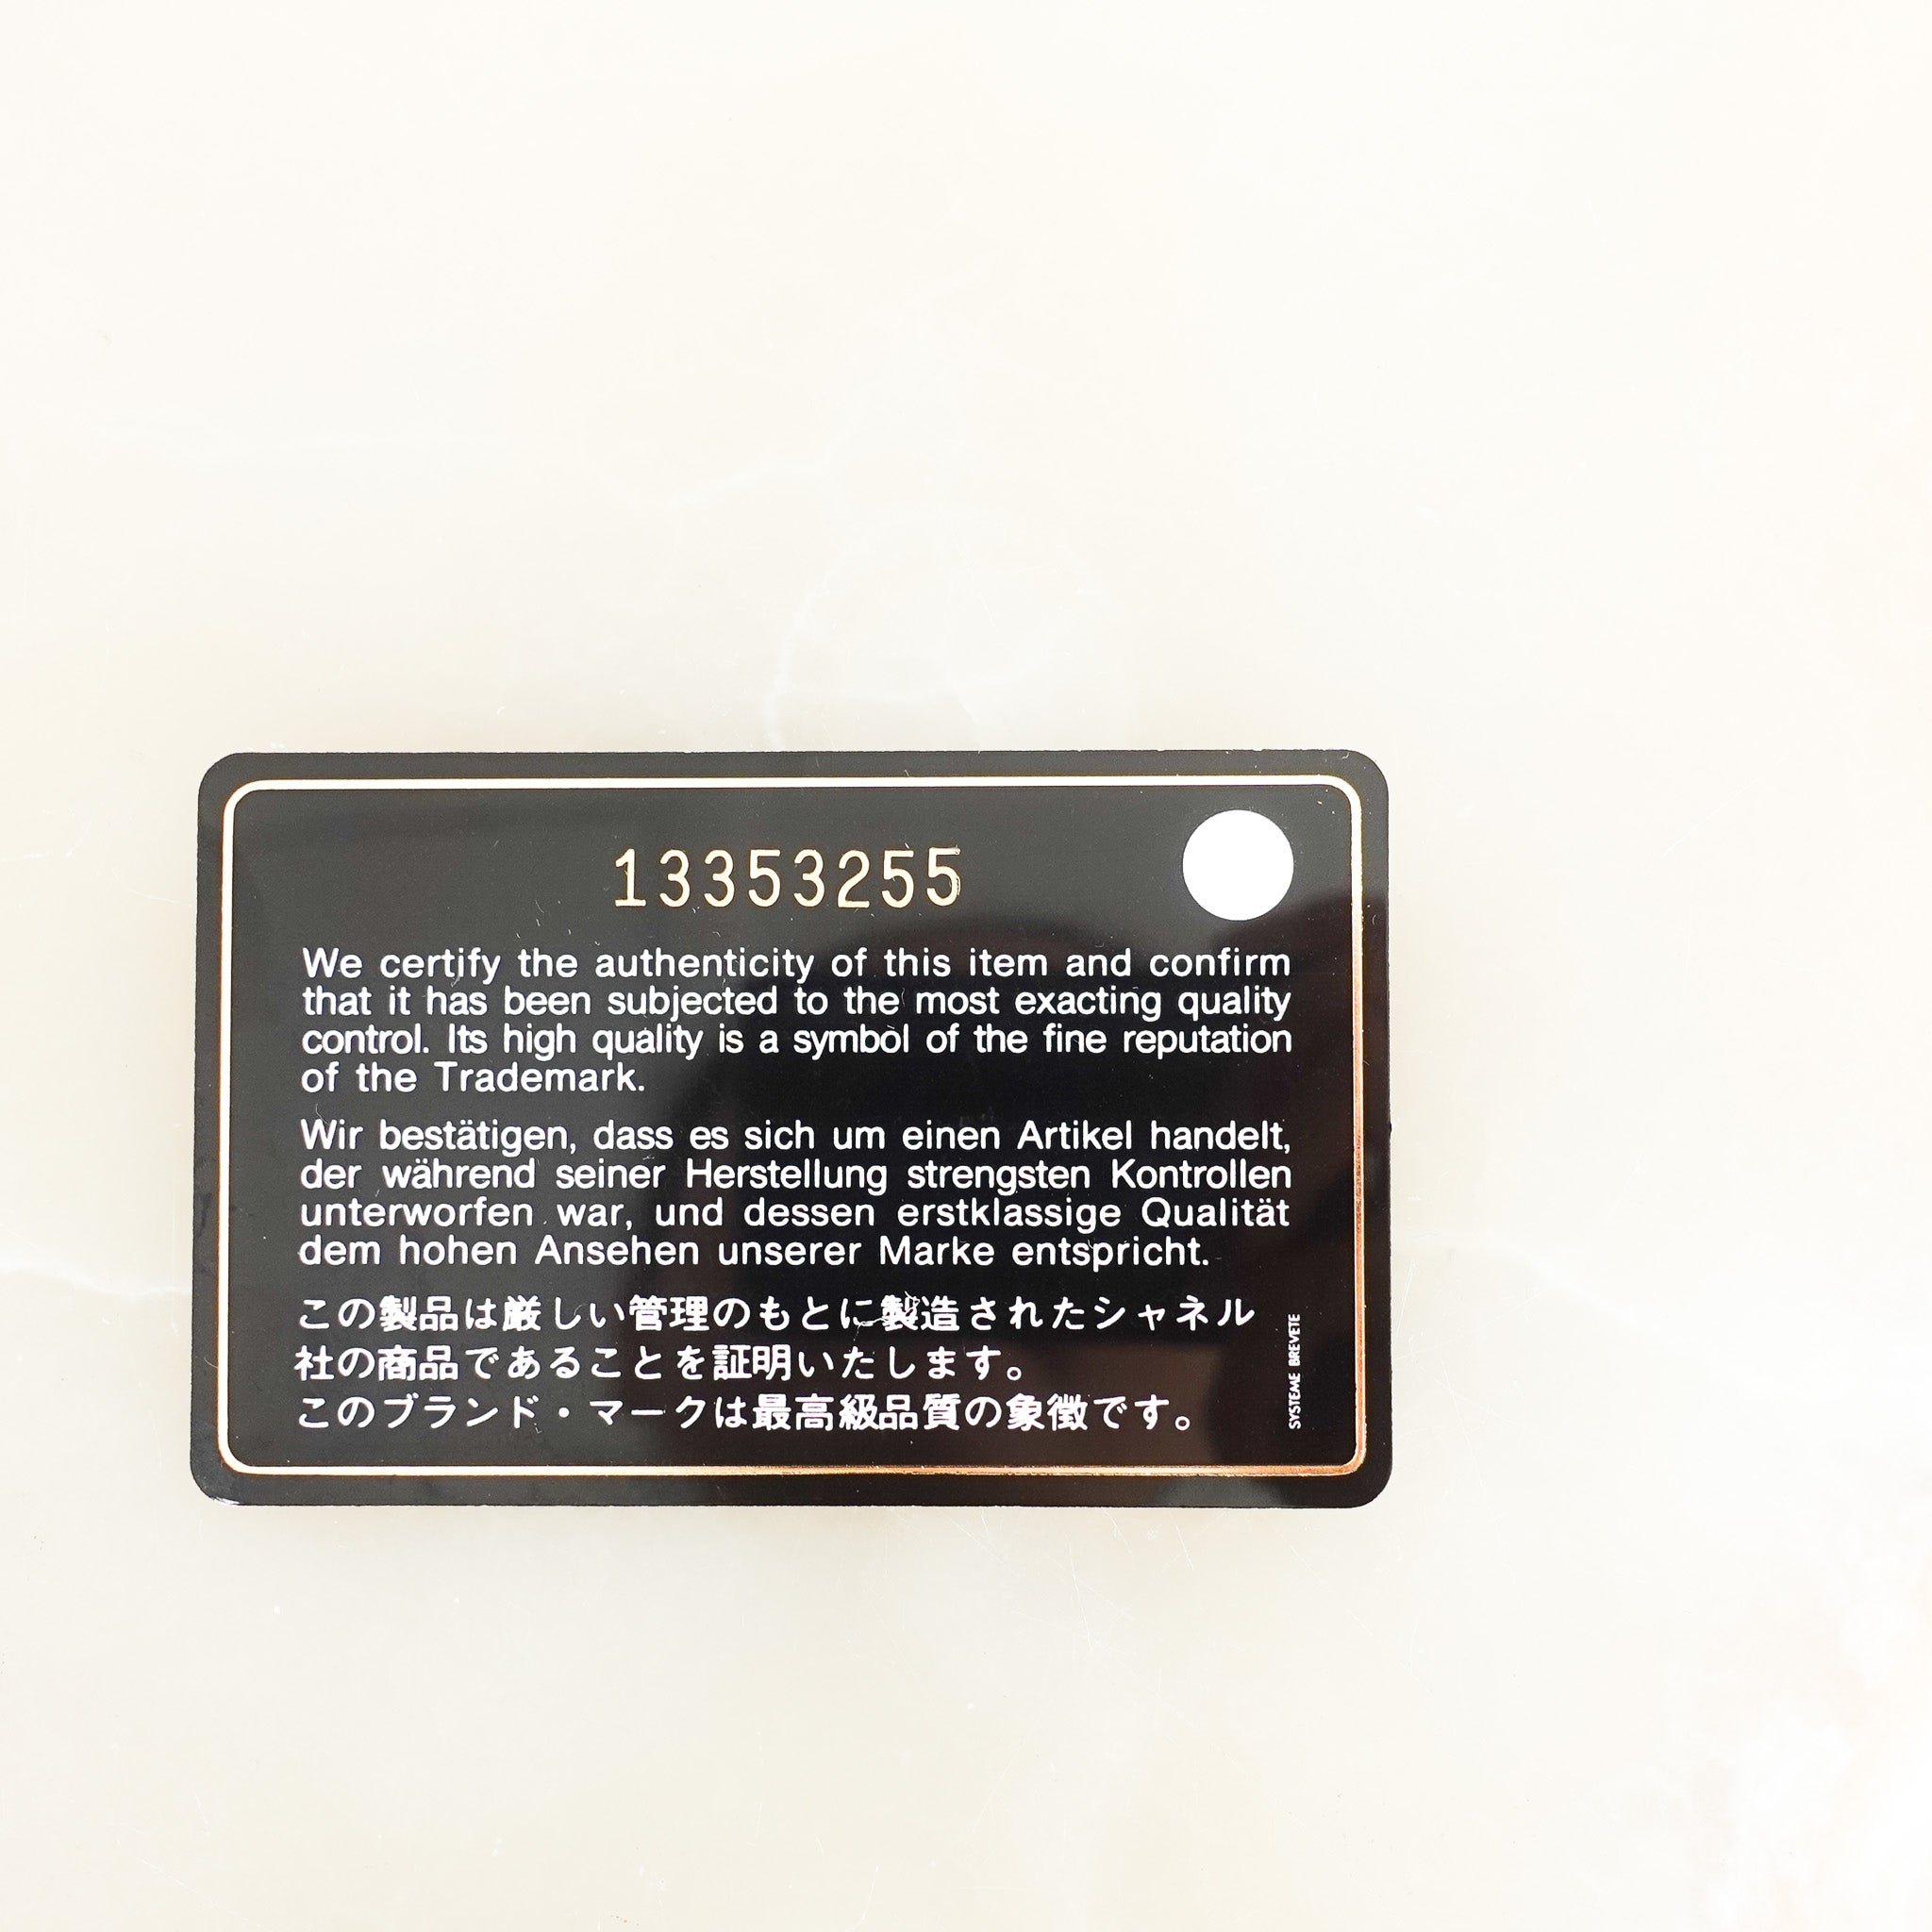 13353255
We certify the authenticity of this item and confirm
that it has been subjected to the most exacting quality
control. Its high quality is a symbol of the fine reputation
of the Trademark.
Wir bestätigen, dass es sich um einen Artikel handelt,
der während seiner Herstellung strengsten Kontrollen
unterworfen war, und dessen erstklassige Qualität
dem hohen Ansehen unserer Marke entspricht.
この製品は厳しい管理のもとに製造されたシャネル
社の商品であることを証明いたします。
このブランド・マークは最高級品質の象徴です。
SYSTEME BREVETE